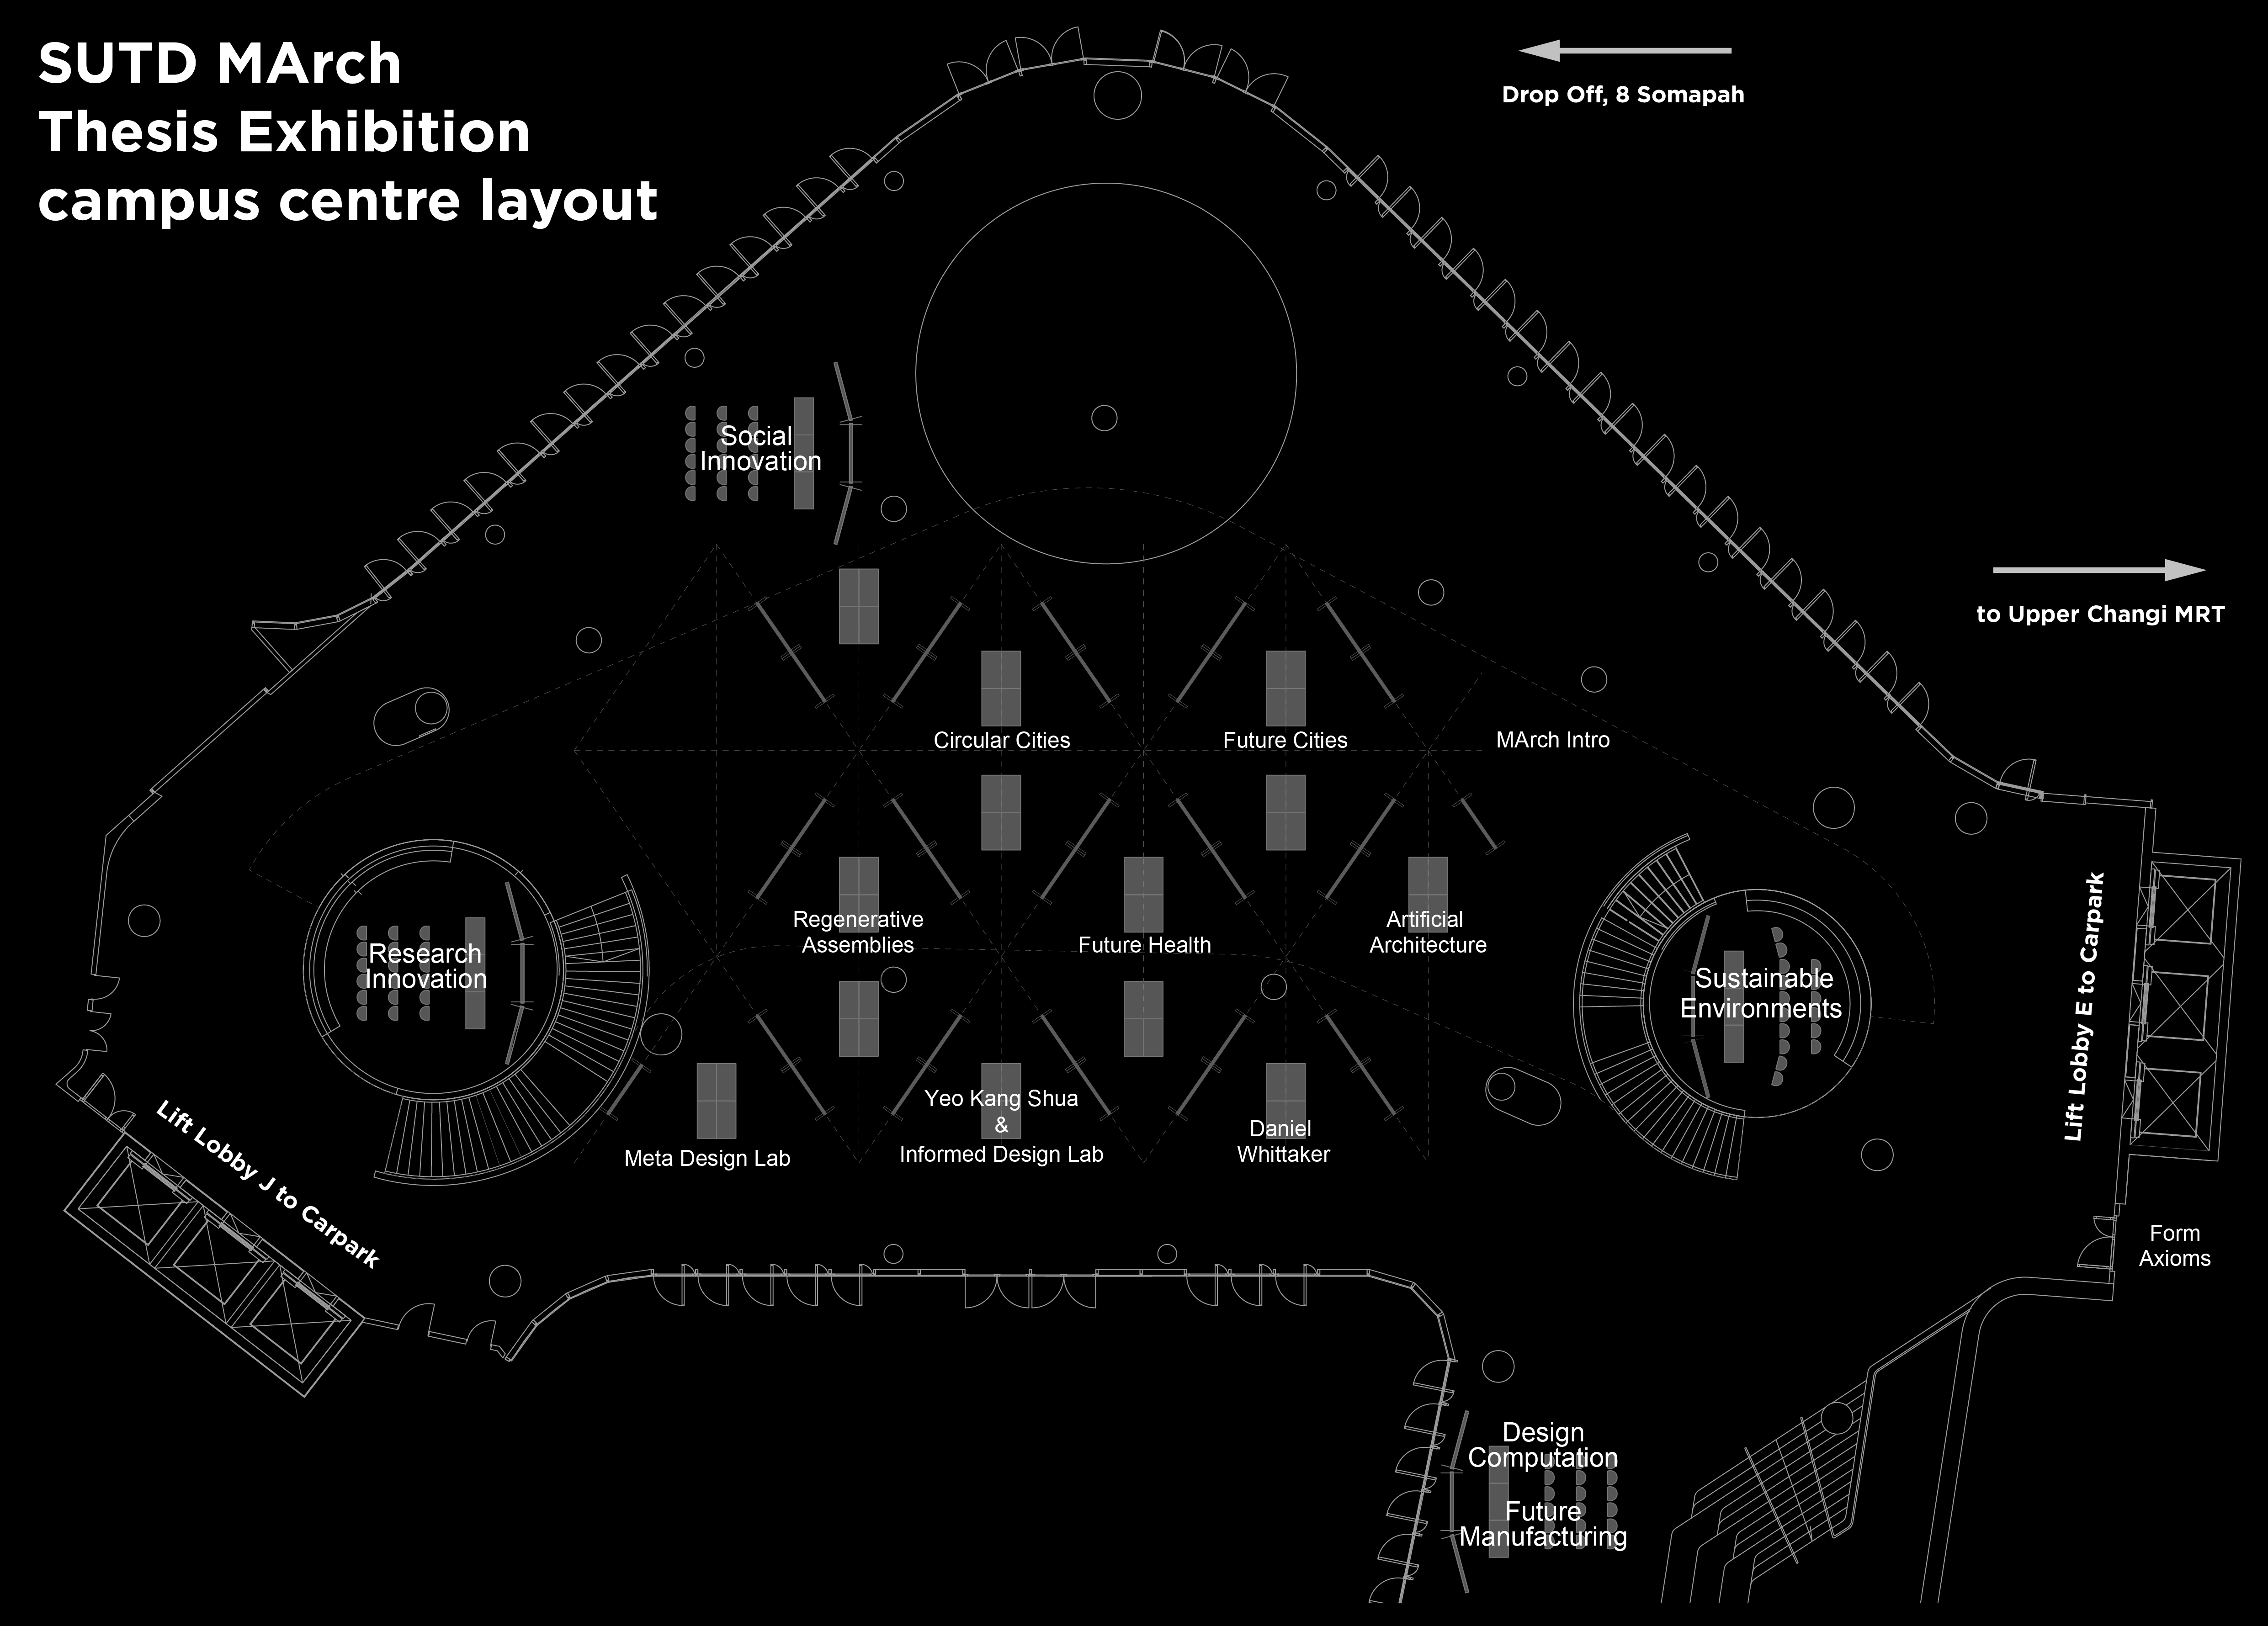 SUTD MArch
Thesis Exhibition
campus centre layout
Drop Off, 8 Somapah
to Upper Changi MRT
Social
Innovation
Circular Cities
Future Cities
MArch Intro
Regenerative
Assemblies
Future Health
Artificial
Architecture
Research
Innovation
Sustainable
Environments
Lift Lobby E to Carpark
Meta Design Lab
Yeo Kang Shua
&
Informed Design Lab
Daniel
Whittaker
Lift Lobby J to Carpark
Form
Axioms
Design
Computation
Future
Manufacturing